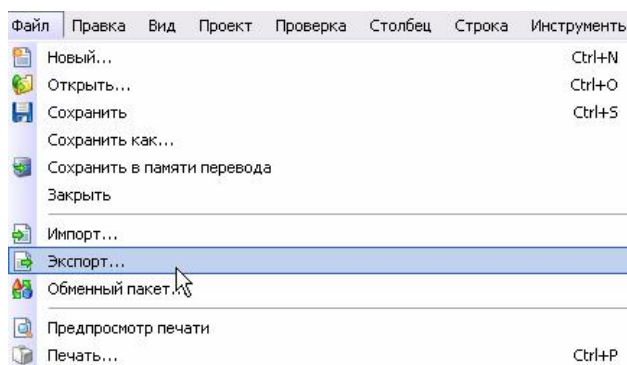 Файл Правка Вид Проект Проверка Столбец Строка Инструменты
Новый... Ctrl+N
Открыть... Ctrl+O
Сохранить Ctrl+S
Сохранить как...
Сохранить в памяти перевода
Закрыть
Импорт...
Экспорт...
Обменный пакет...
Предпросмотр печати
Печать... Ctrl+P